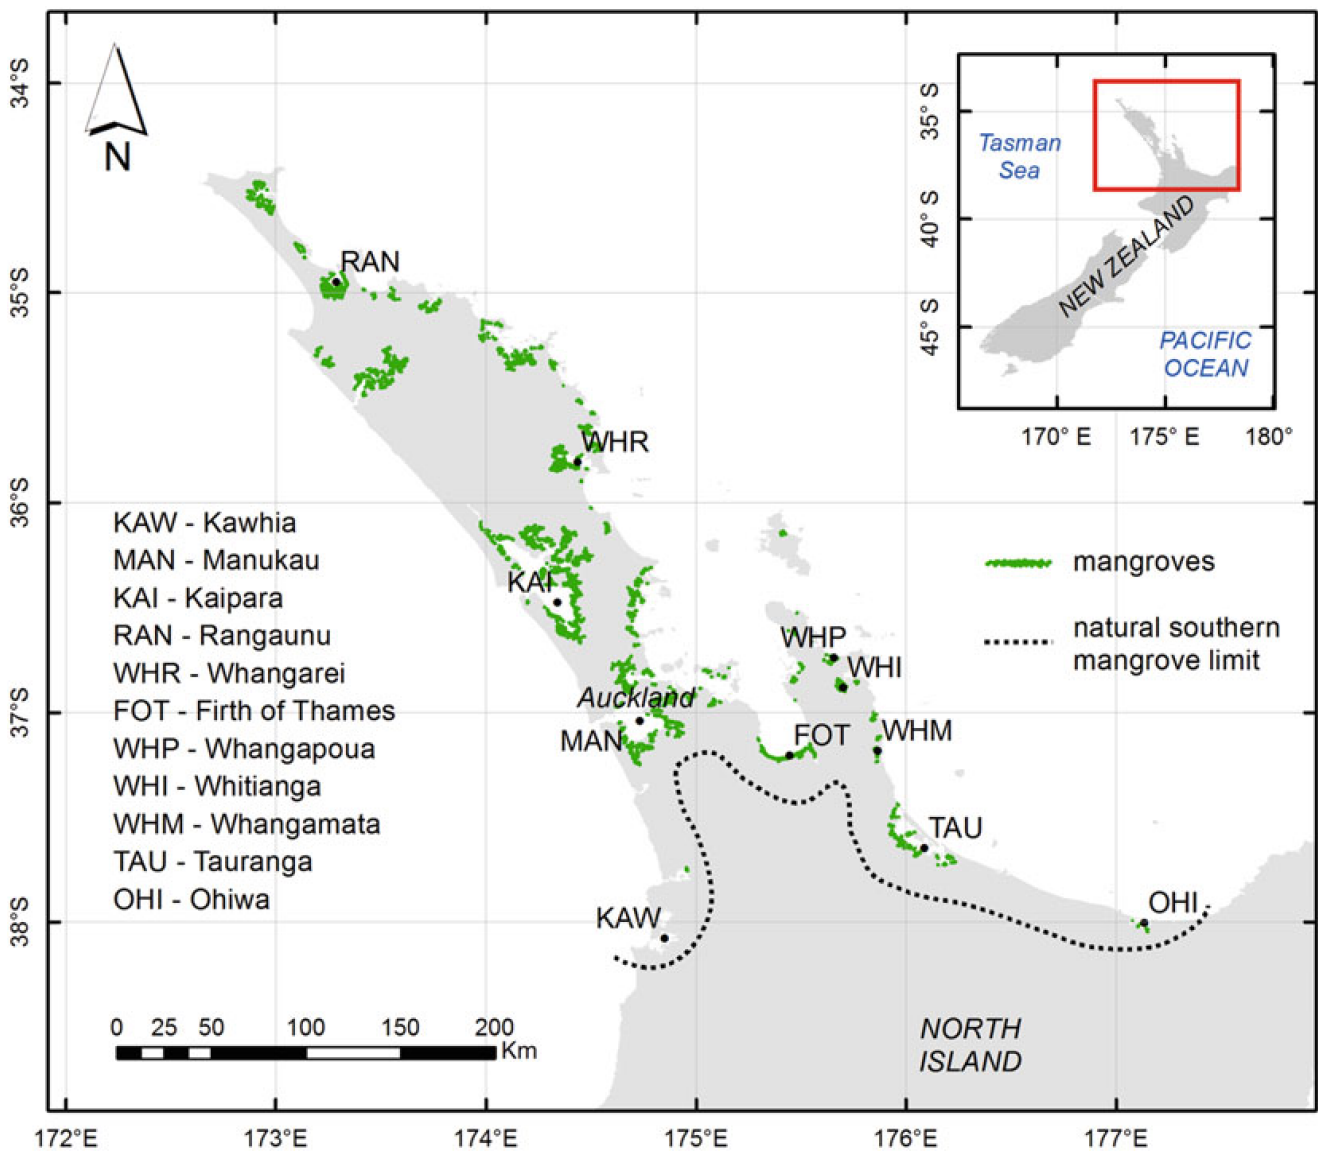 34°S
35°S
36°S
37°S
38°S
N
RAN
WHR
KAI
Auckland
MAN
WHP
WHI
FOT
WHM
TAU
KAW
OHI
NORTH
ISLAND
KAW - Kawhia
MAN - Manukau
KAI - Kaipara
RAN - Rangaunu
WHR - Whangarei
FOT - Firth of Thames
WHP - Whangapoua
WHI - Whitianga
WHM - Whangamata
TAU - Tauranga
OHI - Ohiwa
0 25 50 100 150 200
Km
172°E 173°E 174°E 175°E 176°E 177°E
35° S
40° S
45° S
Tasman
Sea
NEW ZEALAND
PACIFIC
OCEAN
170° E 175° E 180°
mangroves
natural southern
mangrove limit